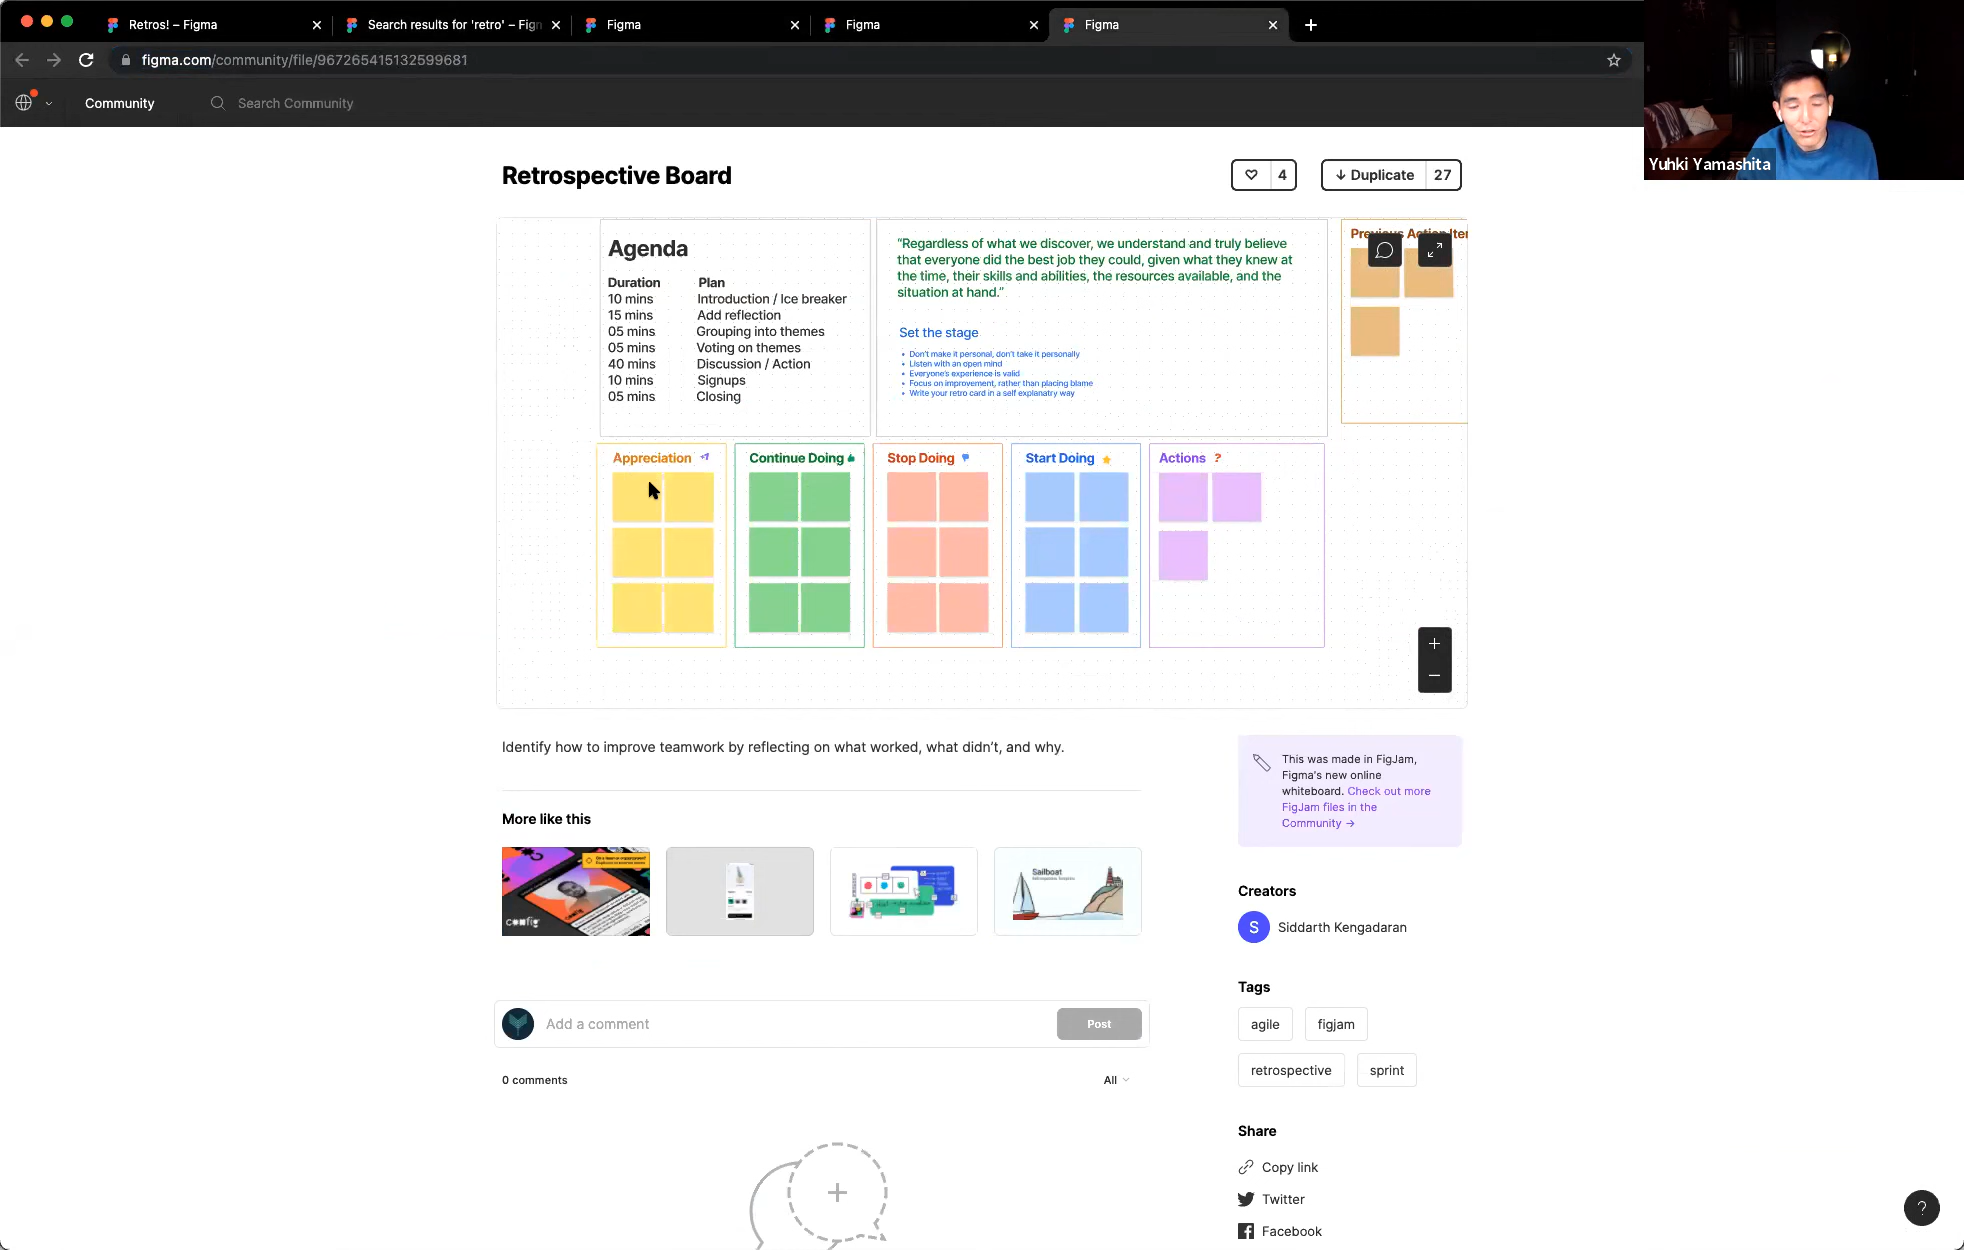 Retros! – Figma
Search results for 'retro' – Fig
Figma
Figma
Figma
figma.com/community/file/967265415132599681
Community
Search Community
Yuhki Yamashita
Retrospective Board
4
Duplicate
27
Agenda
Duration Plan
10 mins Introduction / Ice breaker
15 mins Add reflection
05 mins Grouping into themes
05 mins Voting on themes
40 mins Discussion / Action
10 mins Signups
05 mins Closing
“Regardless of what we discover, we understand and truly believe
that everyone did the best job they could, given what they knew at
the time, their skills and abilities, the resources available, and the
situation at hand.”
Set the stage
• Don't make it personal, don't take it personally
• Listen with an open mind
• Everyone's experience is valid
• Focus on improvement, rather than placing blame
• Write your retro card in a self explanatry way
Previous Action Iter
Appreciation +1
Continue Doing
Stop Doing
Start Doing
Actions ?
Identify how to improve teamwork by reflecting on what worked, what didn't, and why.
This was made in FigJam,
Figma's new online
whiteboard. Check out more
FigJam files in the
Community →
More like this
config
Sailboat
Creators
S
Siddarth Kengadaran
Tags
agile
figjam
retrospective
sprint
Add a comment
Post
0 comments
All
Share
Copy link
Twitter
Facebook
?